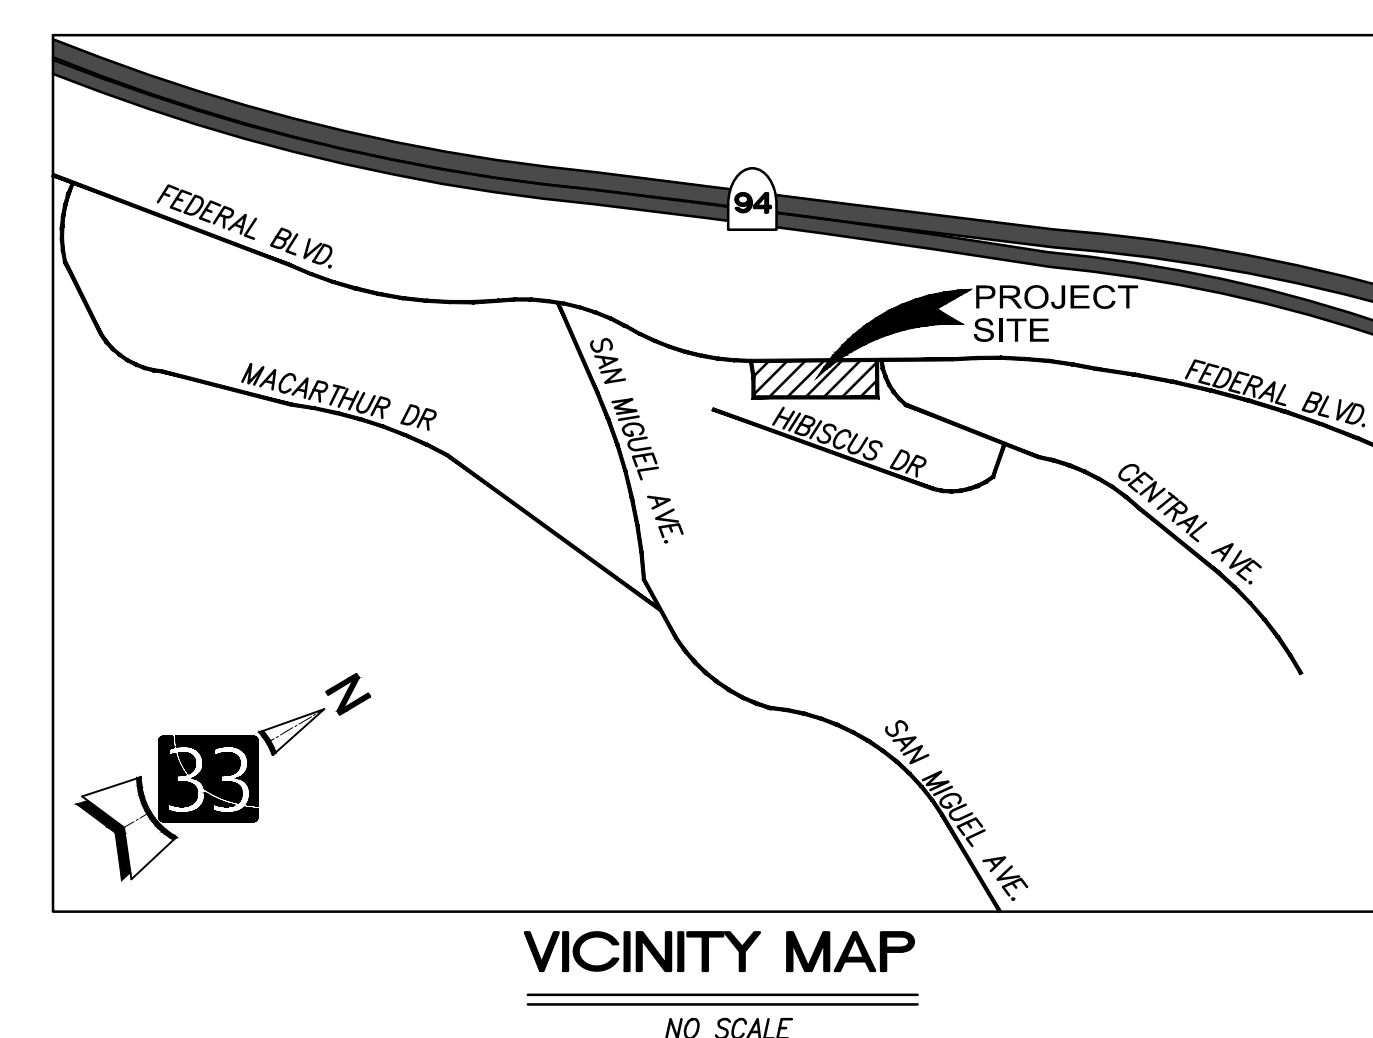 94
FEDERAL BLVD.
PROJECT
SITE
SAN MIGUEL AVE.
FEDERAL BLVD.
MACARTHUR DR
HIBISCUS DR
CENTRAL AVE.
N
33
SAN MIGUEL AVE.
VICINITY MAP
NO SCALE